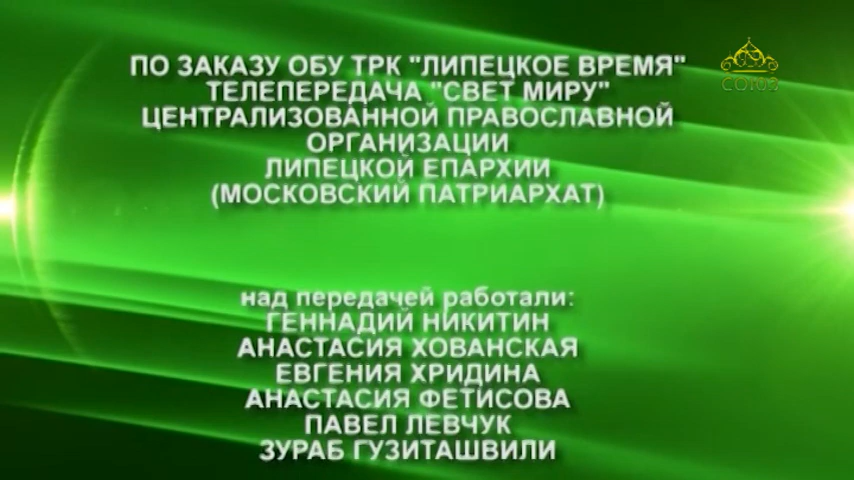 СОЮЗ
ПО ЗАКАЗУ ОБУ ТРК "ЛИПЕЦКОЕ ВРЕМЯ"
ТЕЛЕПЕРЕДАЧА "СВЕТ МИРУ"
ЦЕНТРАЛИЗОВАННОЙ ПРАВОСЛАВНОЙ
ОРГАНИЗАЦИИ
ЛИПЕЦКОЙ ЕПАРХИИ
(МОСКОВСКИЙ ПАТРИАРХАТ)
над передачей работали:
ГЕННАДИЙ НИКИТИН
АНАСТАСИЯ ХОВАНСКАЯ
ЕВГЕНИЯ ХРИДИНА
АНАСТАСИЯ ФЕТИСОВА
ПАВЕЛ ЛЕВЧУК
ЗУРАБ ГУЗИТАШВИЛИ